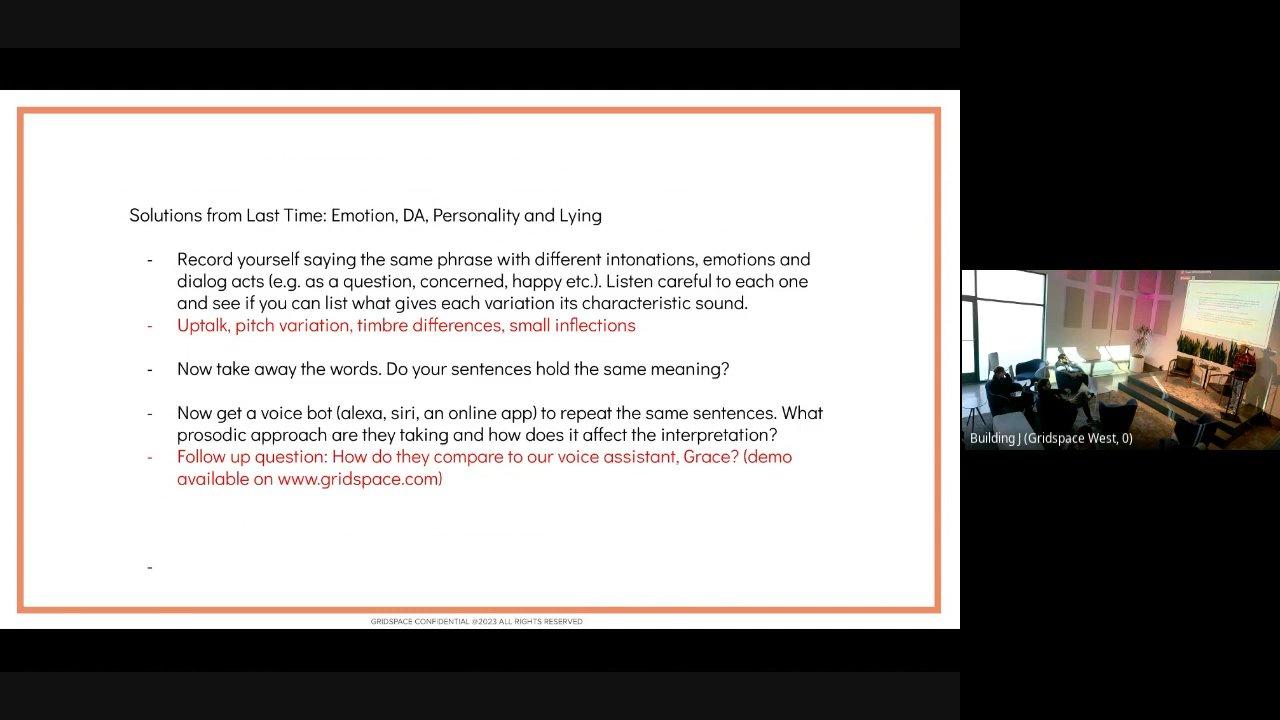 Solutions from Last Time: Emotion, DA, Personality and Lying
- Record yourself saying the same phrase with different intonations, emotions and
dialog acts (e.g. as a question, concerned, happy etc.). Listen careful to each one
and see if you can list what gives each variation its characteristic sound.
- Uptalk, pitch variation, timbre differences, small inflections
- Now take away the words. Do your sentences hold the same meaning?
- Now get a voice bot (alexa, siri, an online app) to repeat the same sentences. What
prosodic approach are they taking and how does it affect the interpretation?
- Follow up question: How do they compare to our voice assistant, Grace? (demo
available on www.gridspace.com)
-
GRIDSPACE CONFIDENTIAL @2023 ALL RIGHTS RESERVED
Building J (Gridspace West, 0)